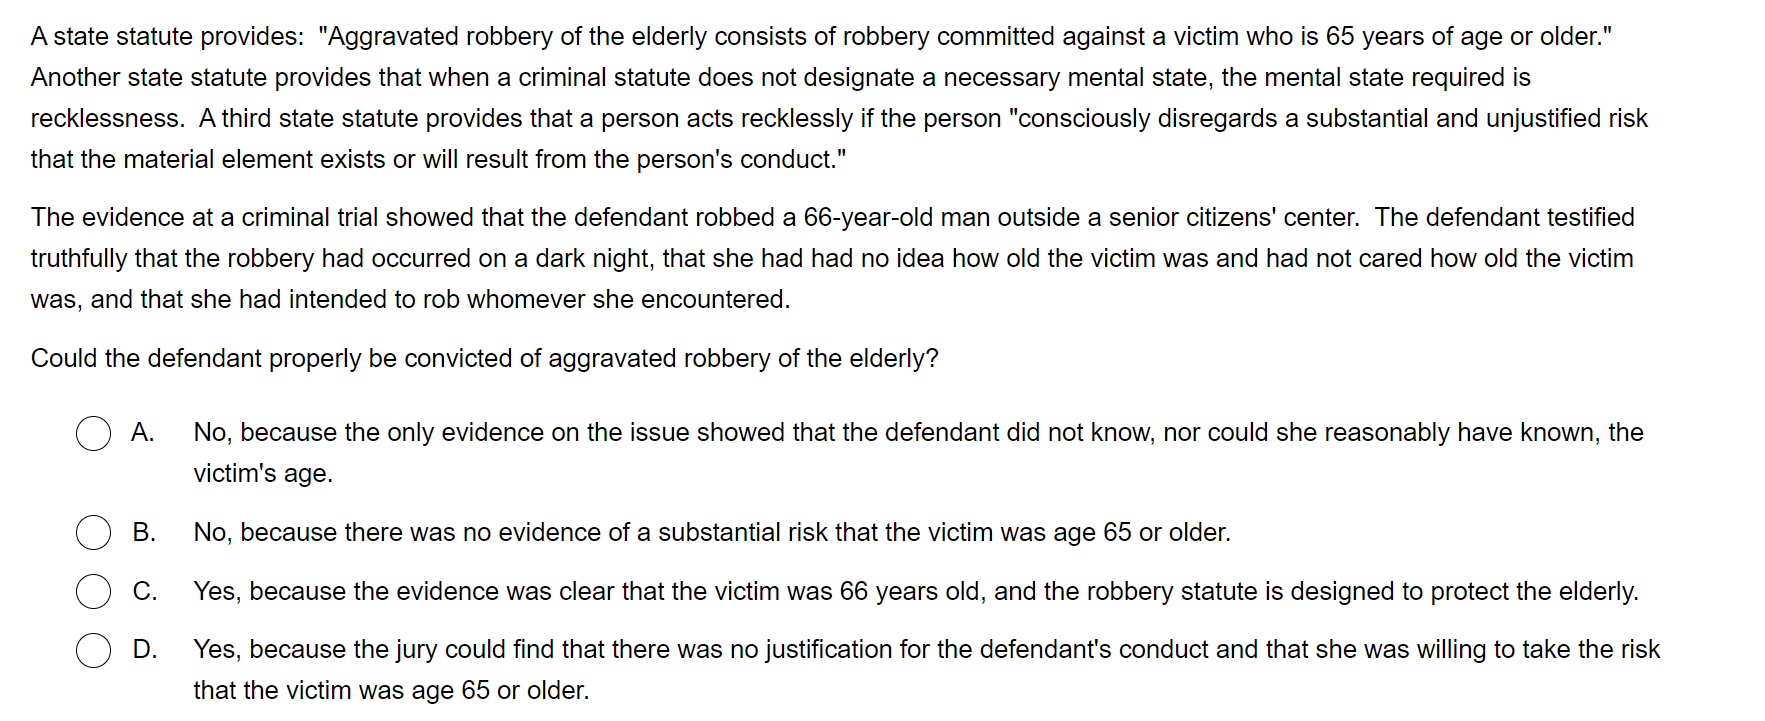 A state statute provides:  "Aggravated robbery of the elderly consists of robbery committed against a victim who is 65 years of age or older."
Another state statute provides that when a criminal statute does not designate a necessary mental state, the mental state required is
recklessness.  A third state statute provides that a person acts recklessly if the person "consciously disregards a substantial and unjustified risk
that the material element exists or will result from the person's conduct."
The evidence at a criminal trial showed that the defendant robbed a 66-year-old man outside a senior citizens' center.  The defendant testified
truthfully that the robbery had occurred on a dark night, that she had had no idea how old the victim was and had not cared how old the victim
was, and that she had intended to rob whomever she encountered.
Could the defendant properly be convicted of aggravated robbery of the elderly?
A. No, because the only evidence on the issue showed that the defendant did not know, nor could she reasonably have known, the
victim's age.
B. No, because there was no evidence of a substantial risk that the victim was age 65 or older.
C. Yes, because the evidence was clear that the victim was 66 years old, and the robbery statute is designed to protect the elderly.
D. Yes, because the jury could find that there was no justification for the defendant's conduct and that she was willing to take the risk
that the victim was age 65 or older.